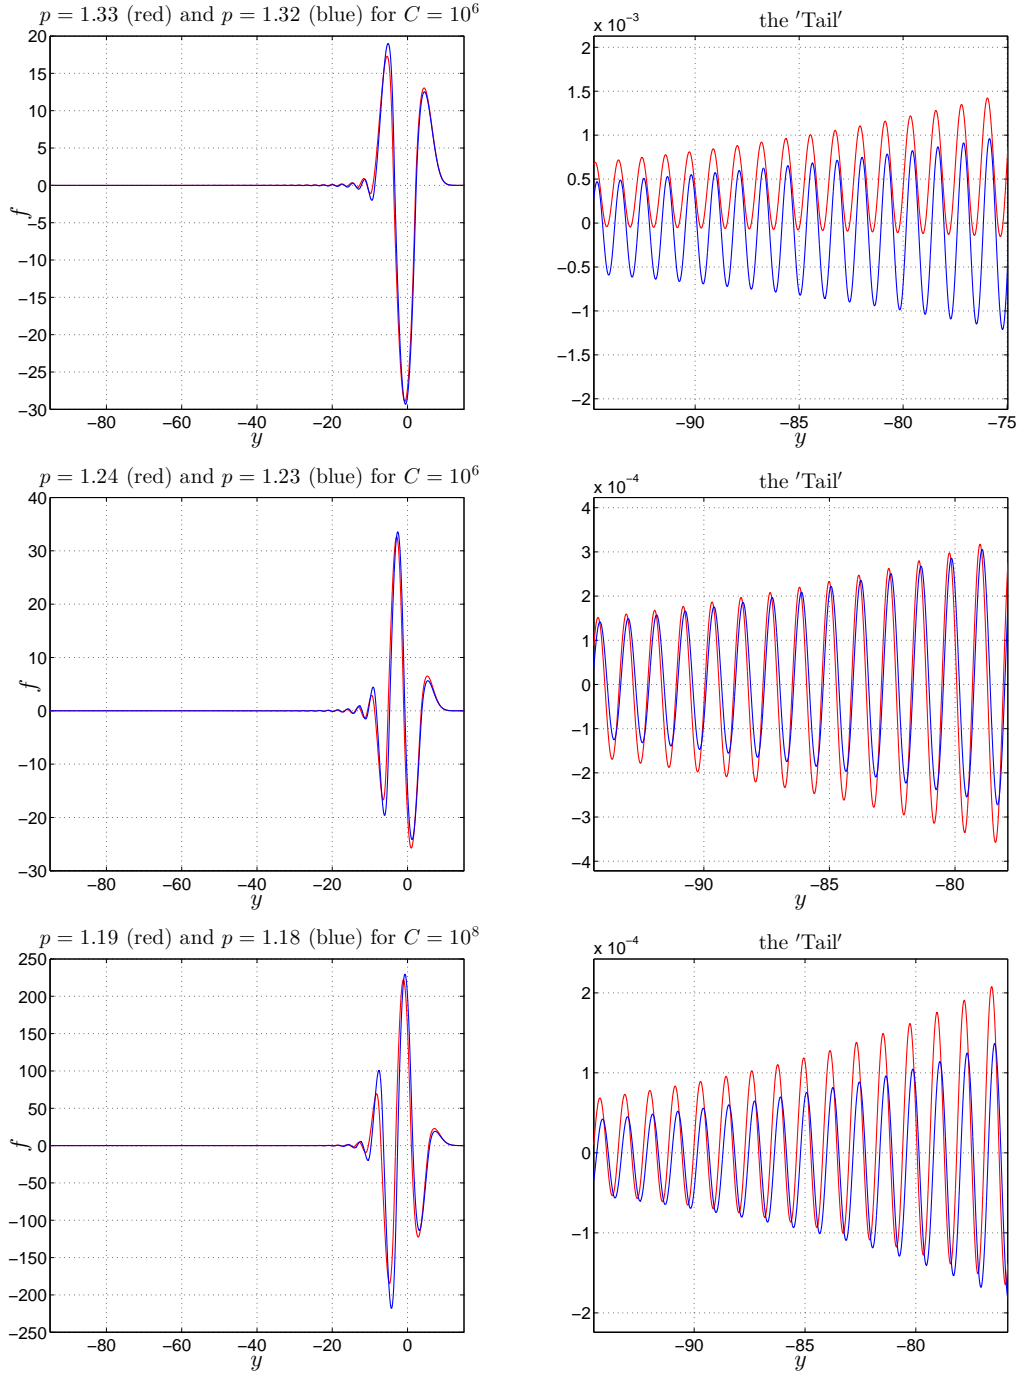 p = 1.33 (red) and p = 1.32 (blue) for C = 10⁶
20
15
10
5
0
−5
−10
−15
−20
−25
−30
f
−80 −60 −40 −20 0
y
the ′Tail′
x 10⁻³
2
1.5
1
0.5
0
−0.5
−1
−1.5
−2
−90 −85 −80 −75
y
p = 1.24 (red) and p = 1.23 (blue) for C = 10⁶
40
30
20
10
0
−10
−20
−30
f
−80 −60 −40 −20 0
y
the ′Tail′
x 10⁻⁴
4
3
2
1
0
−1
−2
−3
−4
−90 −85 −80
y
p = 1.19 (red) and p = 1.18 (blue) for C = 10⁸
250
200
150
100
50
0
−50
−100
−150
−200
−250
f
−80 −60 −40 −20 0
y
the ′Tail′
x 10⁻⁴
2
1
0
−1
−2
−90 −85 −80
y